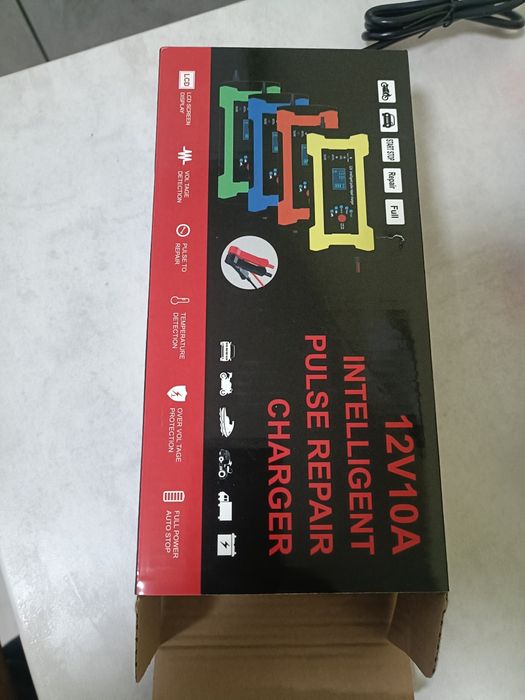 12V10A
INTELLIGENT
PULSE REPAIR
CHARGER
START STOP
Repair
Full
LCD
LCD SCREEN
DISPLAY
VOLTAGE
DETECTION
PULSE TO
REPAIR
TEMPERATURE
DETECTION
OVER VOLTAGE
PROTECTION
FULL POWER
AUTO STOP